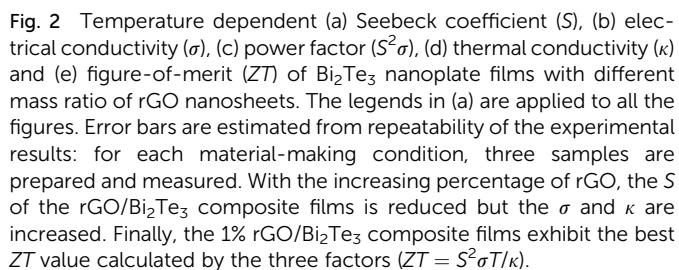 Fig. 2 Temperature dependent (a) Seebeck coefficient (S), (b) elec-
trical conductivity (σ), (c) power factor (S²σ), (d) thermal conductivity (κ)
and (e) figure-of-merit (ZT) of Bi₂Te₃ nanoplate films with different
mass ratio of rGO nanosheets. The legends in (a) are applied to all the
figures. Error bars are estimated from repeatability of the experimental
results: for each material-making condition, three samples are
prepared and measured. With the increasing percentage of rGO, the S
of the rGO/Bi₂Te₃ composite films is reduced but the σ and κ are
increased. Finally, the 1% rGO/Bi₂Te₃ composite films exhibit the best
ZT value calculated by the three factors (ZT = S²σT/κ).